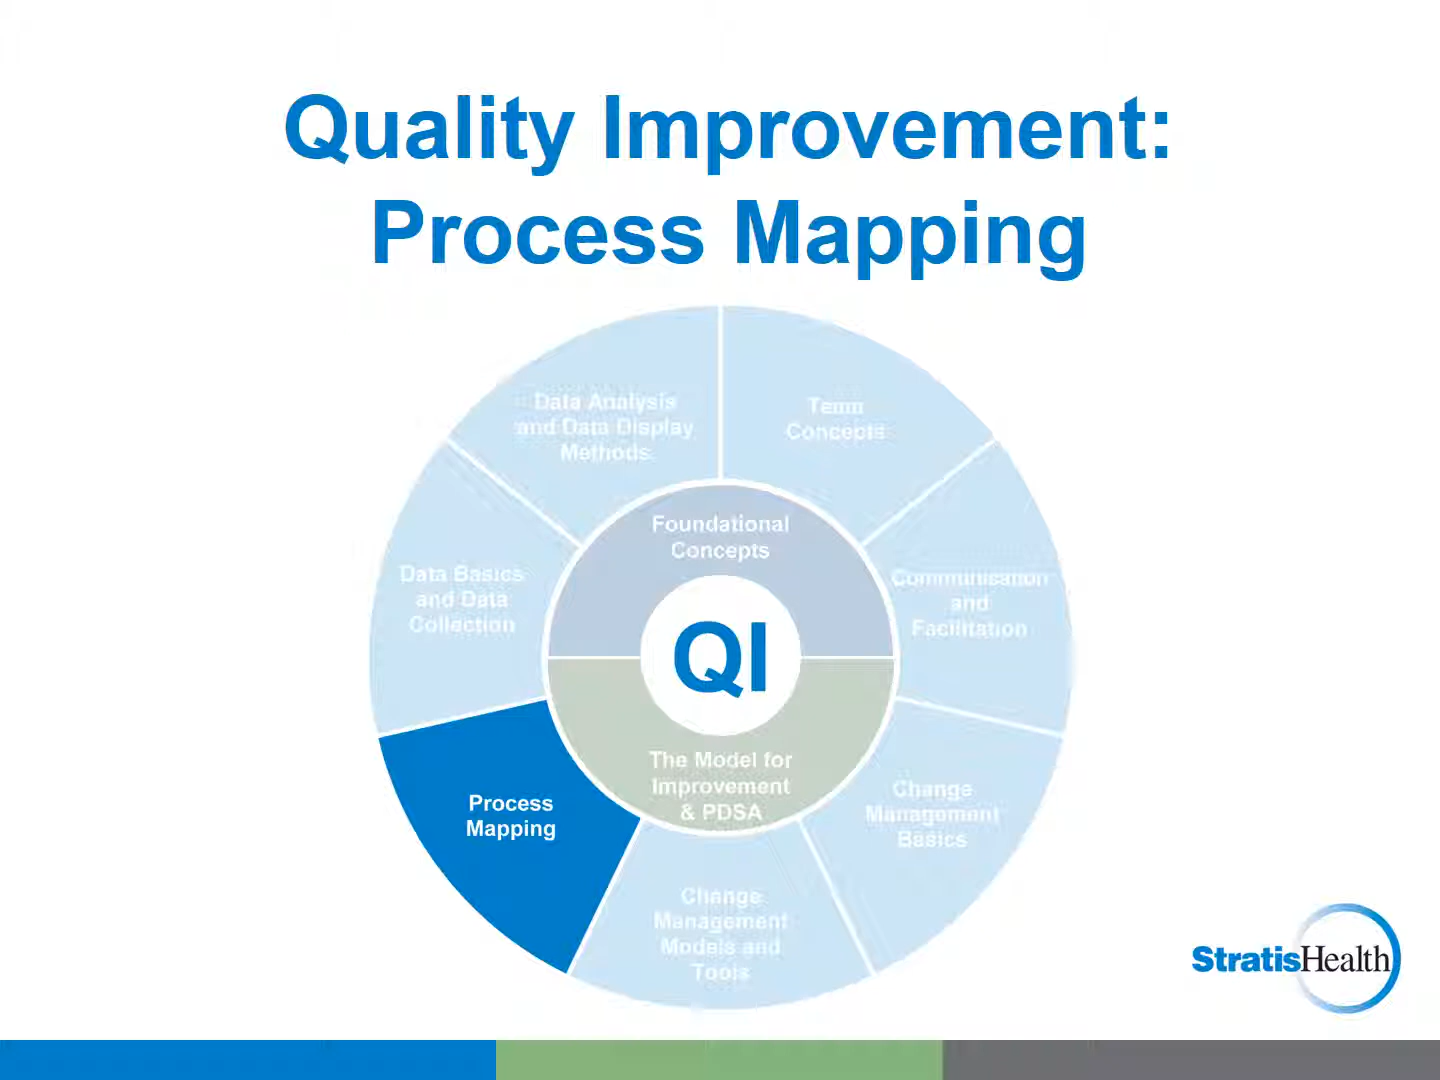 Quality Improvement:
Process Mapping
Data Analysis
and Data Display
Methods
Team
Concepts
Foundational
Concepts
Data Basics
and Data
Collection
Communication
and
Facilitation
QI
The Model for
Improvement
& PDSA
Process
Mapping
Change
Management
Basics
Change
Management
Models and
Tools
StratisHealth